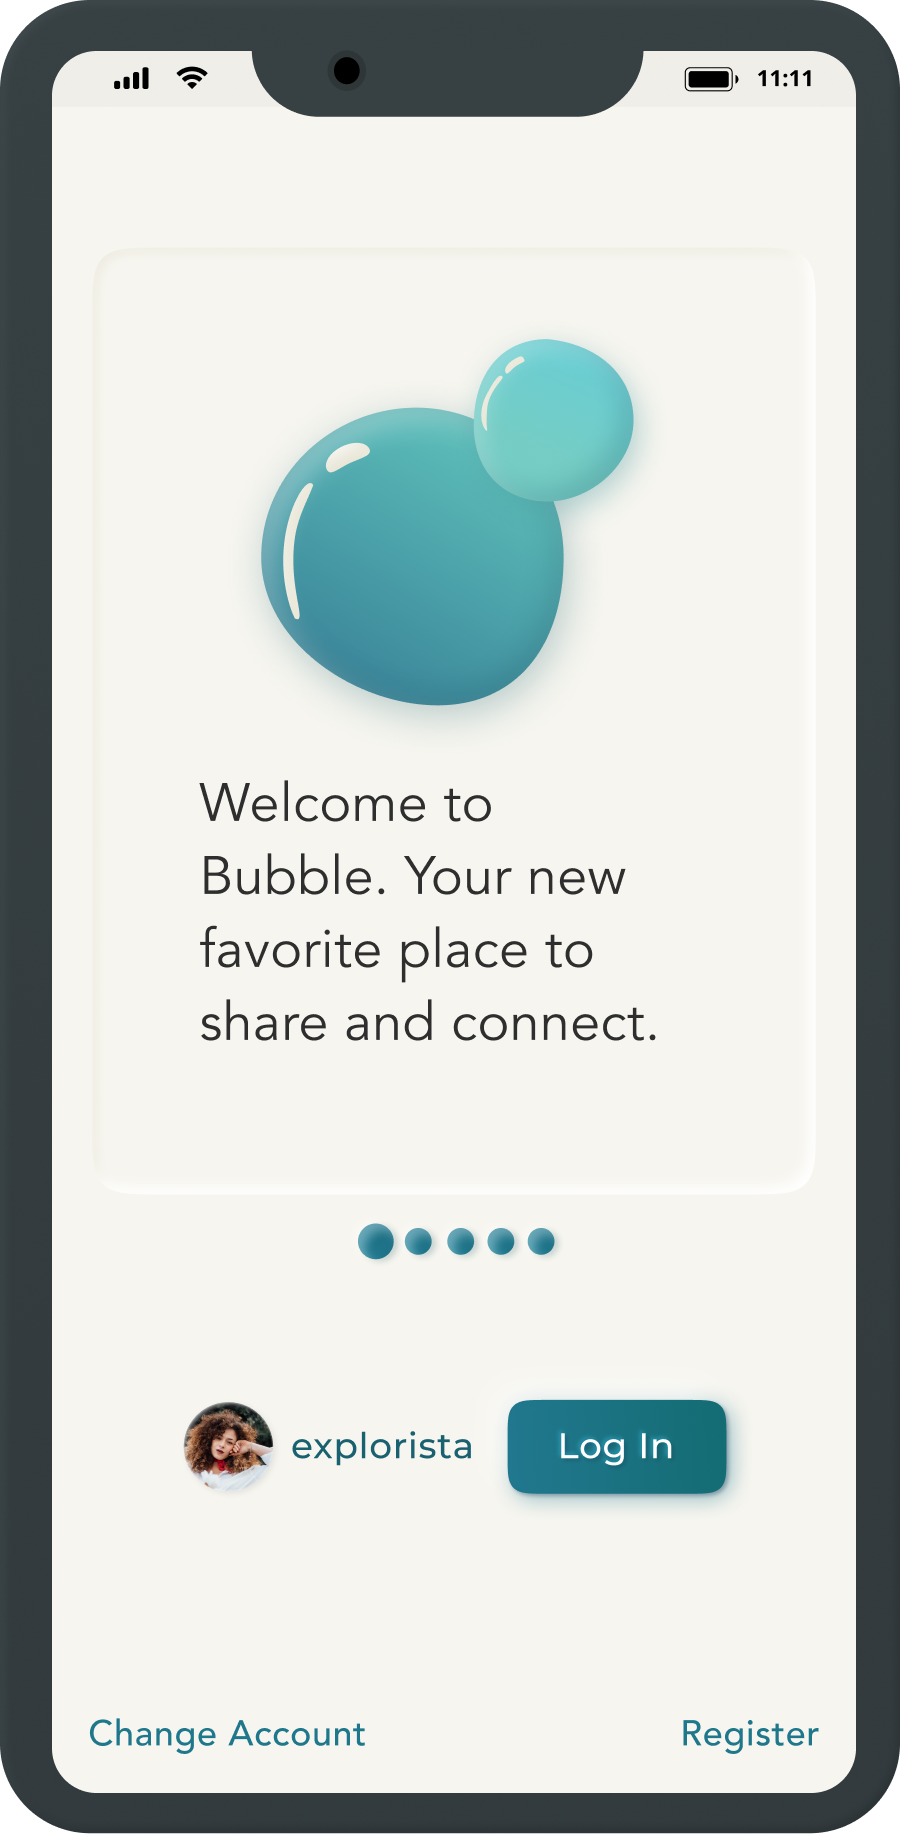 11:11
Welcome to
Bubble. Your new
favorite place to
share and connect.
explorista
Log In
Change Account
Register